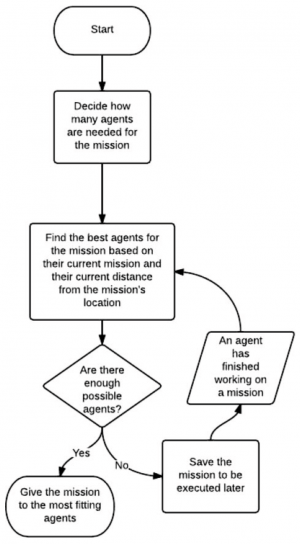 Start
Decide how
many agents
are needed for
the mission
Find the best agents for
the mission based on
their current mission and
their current distance
from the mission's
location
Are there
enough
possible
agents?
An agent
has
finished
working on
a mission
Yes
No
Save the
mission to be
executed later
Give the mission
to the most fitting
agents